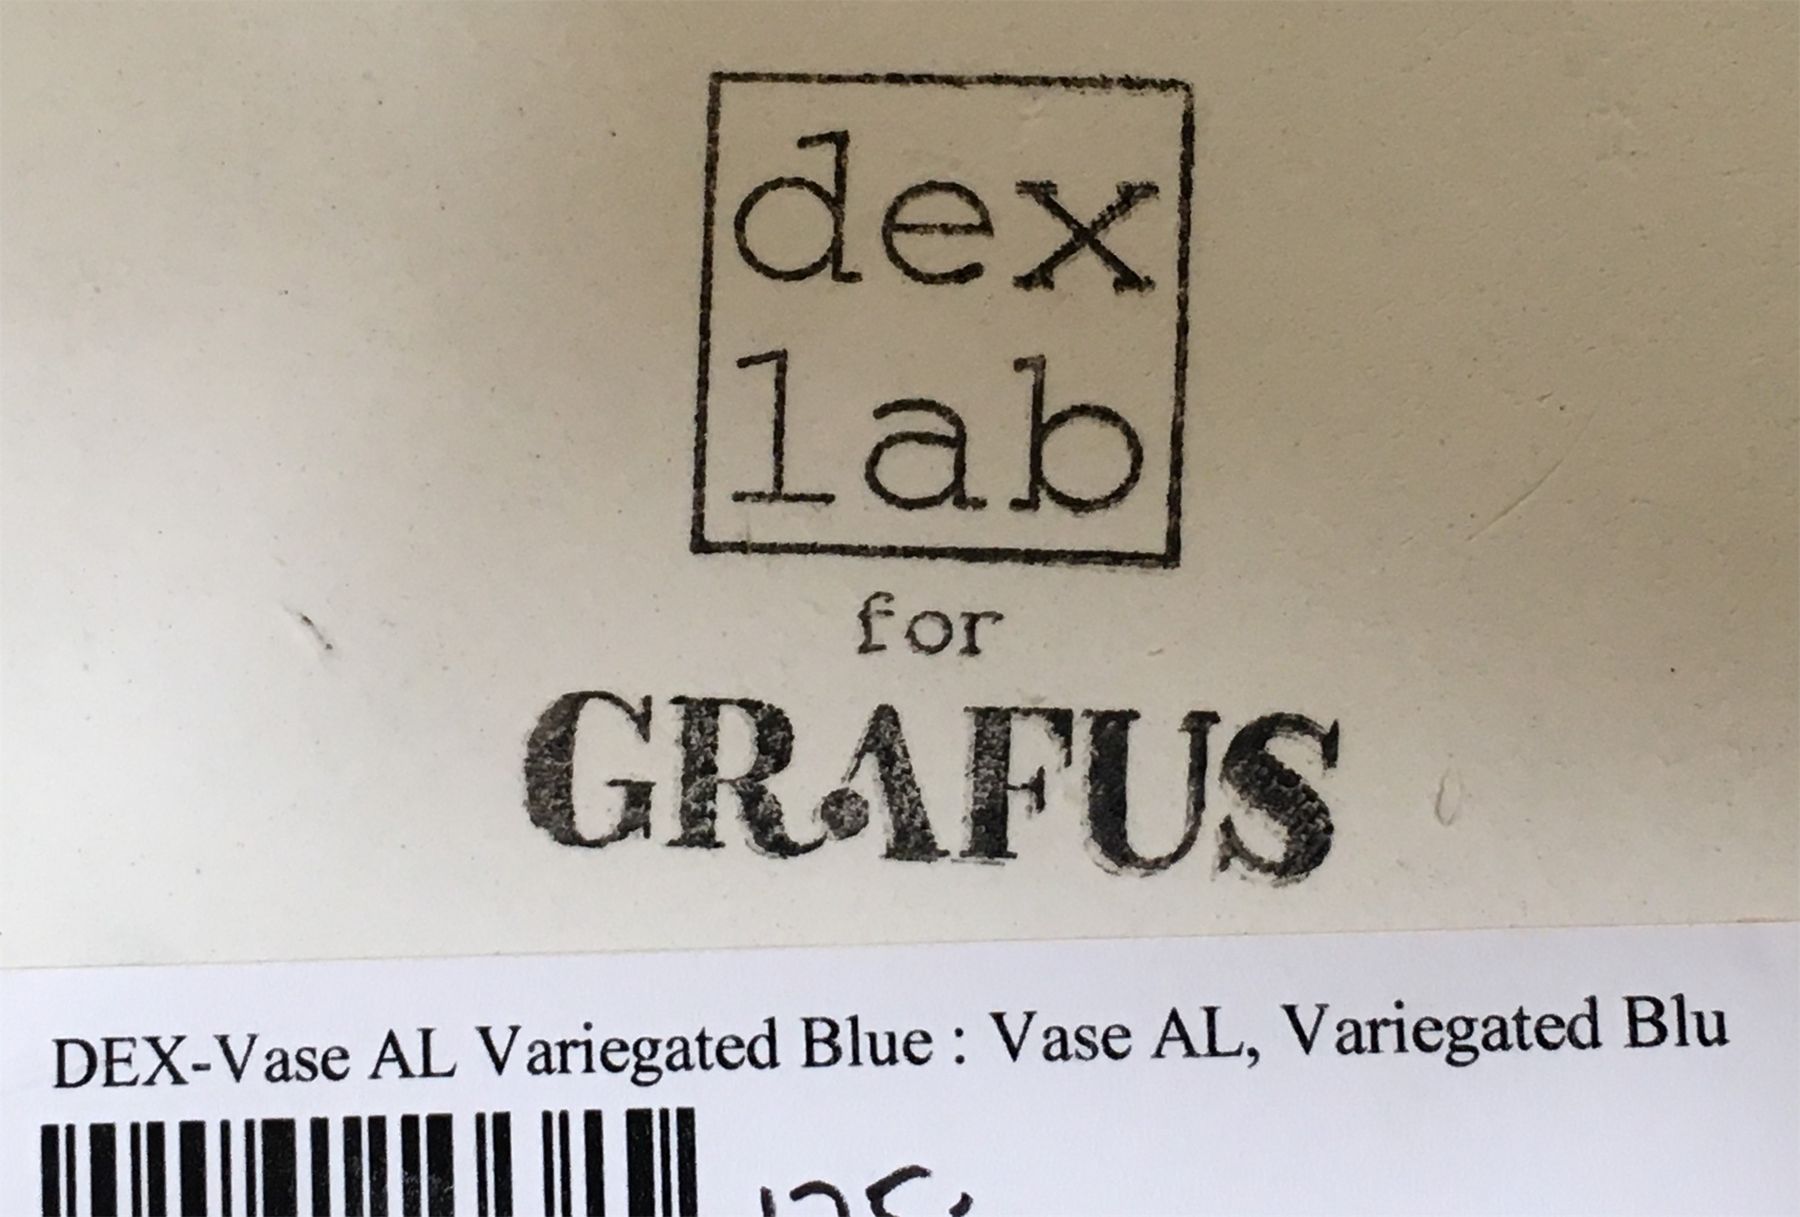 dex
lab
for
GRAFUS
DEX-Vase AL Variegated Blue : Vase AL, Variegated Blu